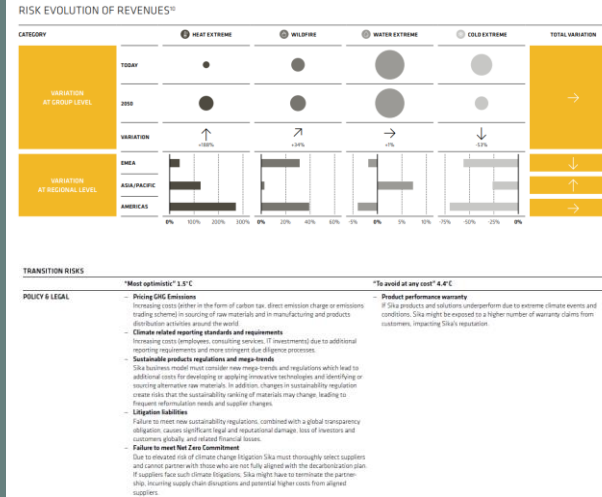 RISK EVOLUTION OF REVENUES¹⁰
CATEGORY HEAT EXTREME WILDFIRE WATER EXTREME COLD EXTREME TOTAL VARIATION
VARIATION AT GROUP LEVEL
TODAY
2050
VARIATION +188% +34% +1% -53%
VARIATION AT REGIONAL LEVEL
EMEA
ASIA/PACIFIC
AMERICAS
0% 100% 200% 300% 0% 20% 40% 60% -5% 0% 5% 10% -75% -50% -25% 0%
TRANSITION RISKS
"Most optimistic" 1.5°C "To avoid at any cost" 4.4°C
POLICY & LEGAL
– Pricing GHG Emissions
Increasing costs (either in the form of carbon tax, direct emission charge or emissions
trading scheme) in sourcing of raw materials and in manufacturing and products
distribution activities around the world.
– Climate related reporting standards and requirements
Increasing costs (employees, consulting services, IT investments) due to additional
reporting requirements and more stringent due diligence processes.
– Sustainable products regulations and mega-trends
Sika business model must consider new mega-trends and regulations which lead to
additional costs for developing or applying innovative technologies and identifying or
sourcing alternative raw materials. In addition, changes in sustainability regulation
create risks that the sustainability ranking of materials may change, leading to
frequent reformulation needs and supplier changes.
– Litigation liabilities
Failure to meet new sustainability regulations, combined with a global transparency
obligation, causes significant legal and reputational damage, loss of investors and
customers globally, and related financial losses.
– Failure to meet Net Zero Commitment
Due to elevated risk of climate change litigation Sika must thoroughly select suppliers
and cannot partner with those who are not fully aligned with the decarbonization plan.
If suppliers face such climate litigations, Sika might have to terminate the partner-
ship, incurring supply chain disruptions and potential higher costs from aligned
suppliers.
– Product performance warranty
If Sika products and solutions underperform due to extreme climate events and
conditions, Sika might be exposed to a higher number of warranty claims from
customers, impacting Sika's reputation.